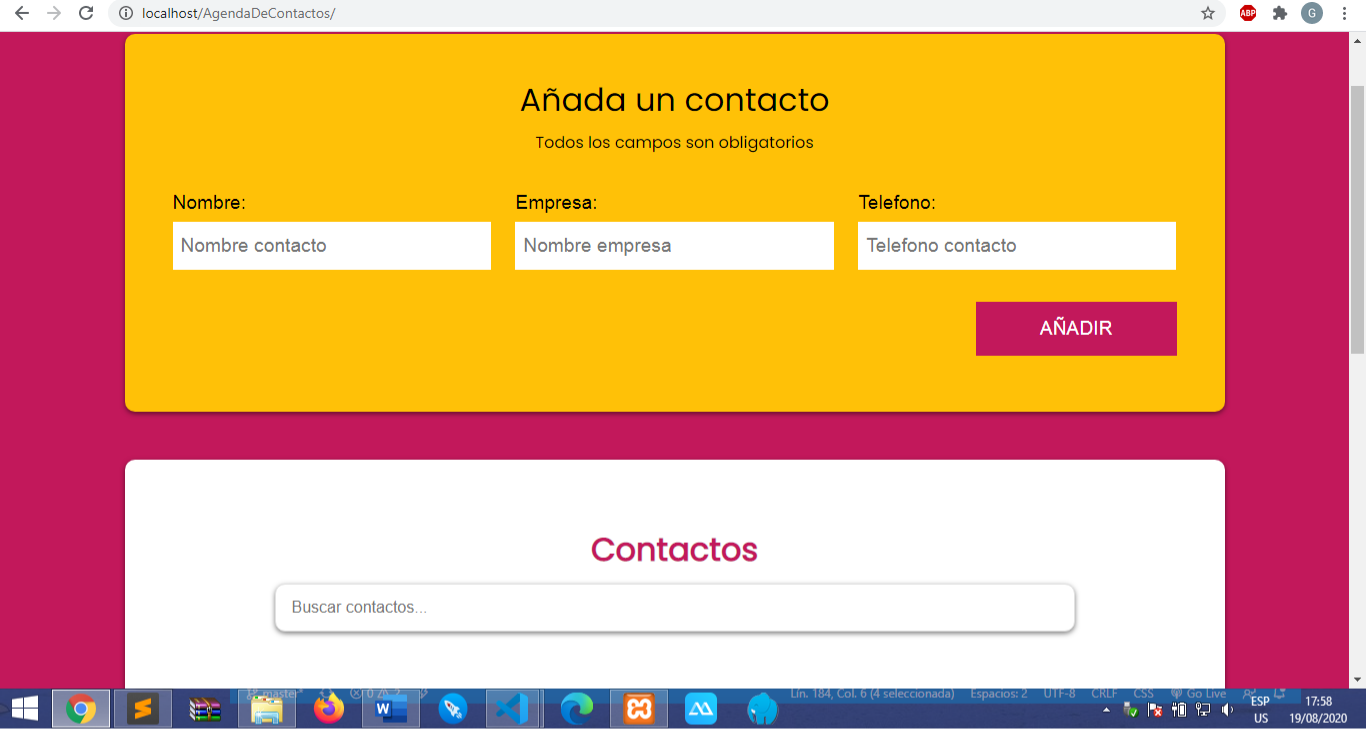 localhost/AgendaDeContactos/
ABP
G
Añada un contacto
Todos los campos son obligatorios
Nombre: Empresa: Telefono:
Nombre contacto Nombre empresa Telefono contacto
AÑADIR
Contactos
Buscar contactos...
master* 0 2 Lín. 184, Col. 6 (4 seleccionada) Espacios: 2 UTF-8 CRLF CSS Go Live
ESP 17:58
US 19/08/2020